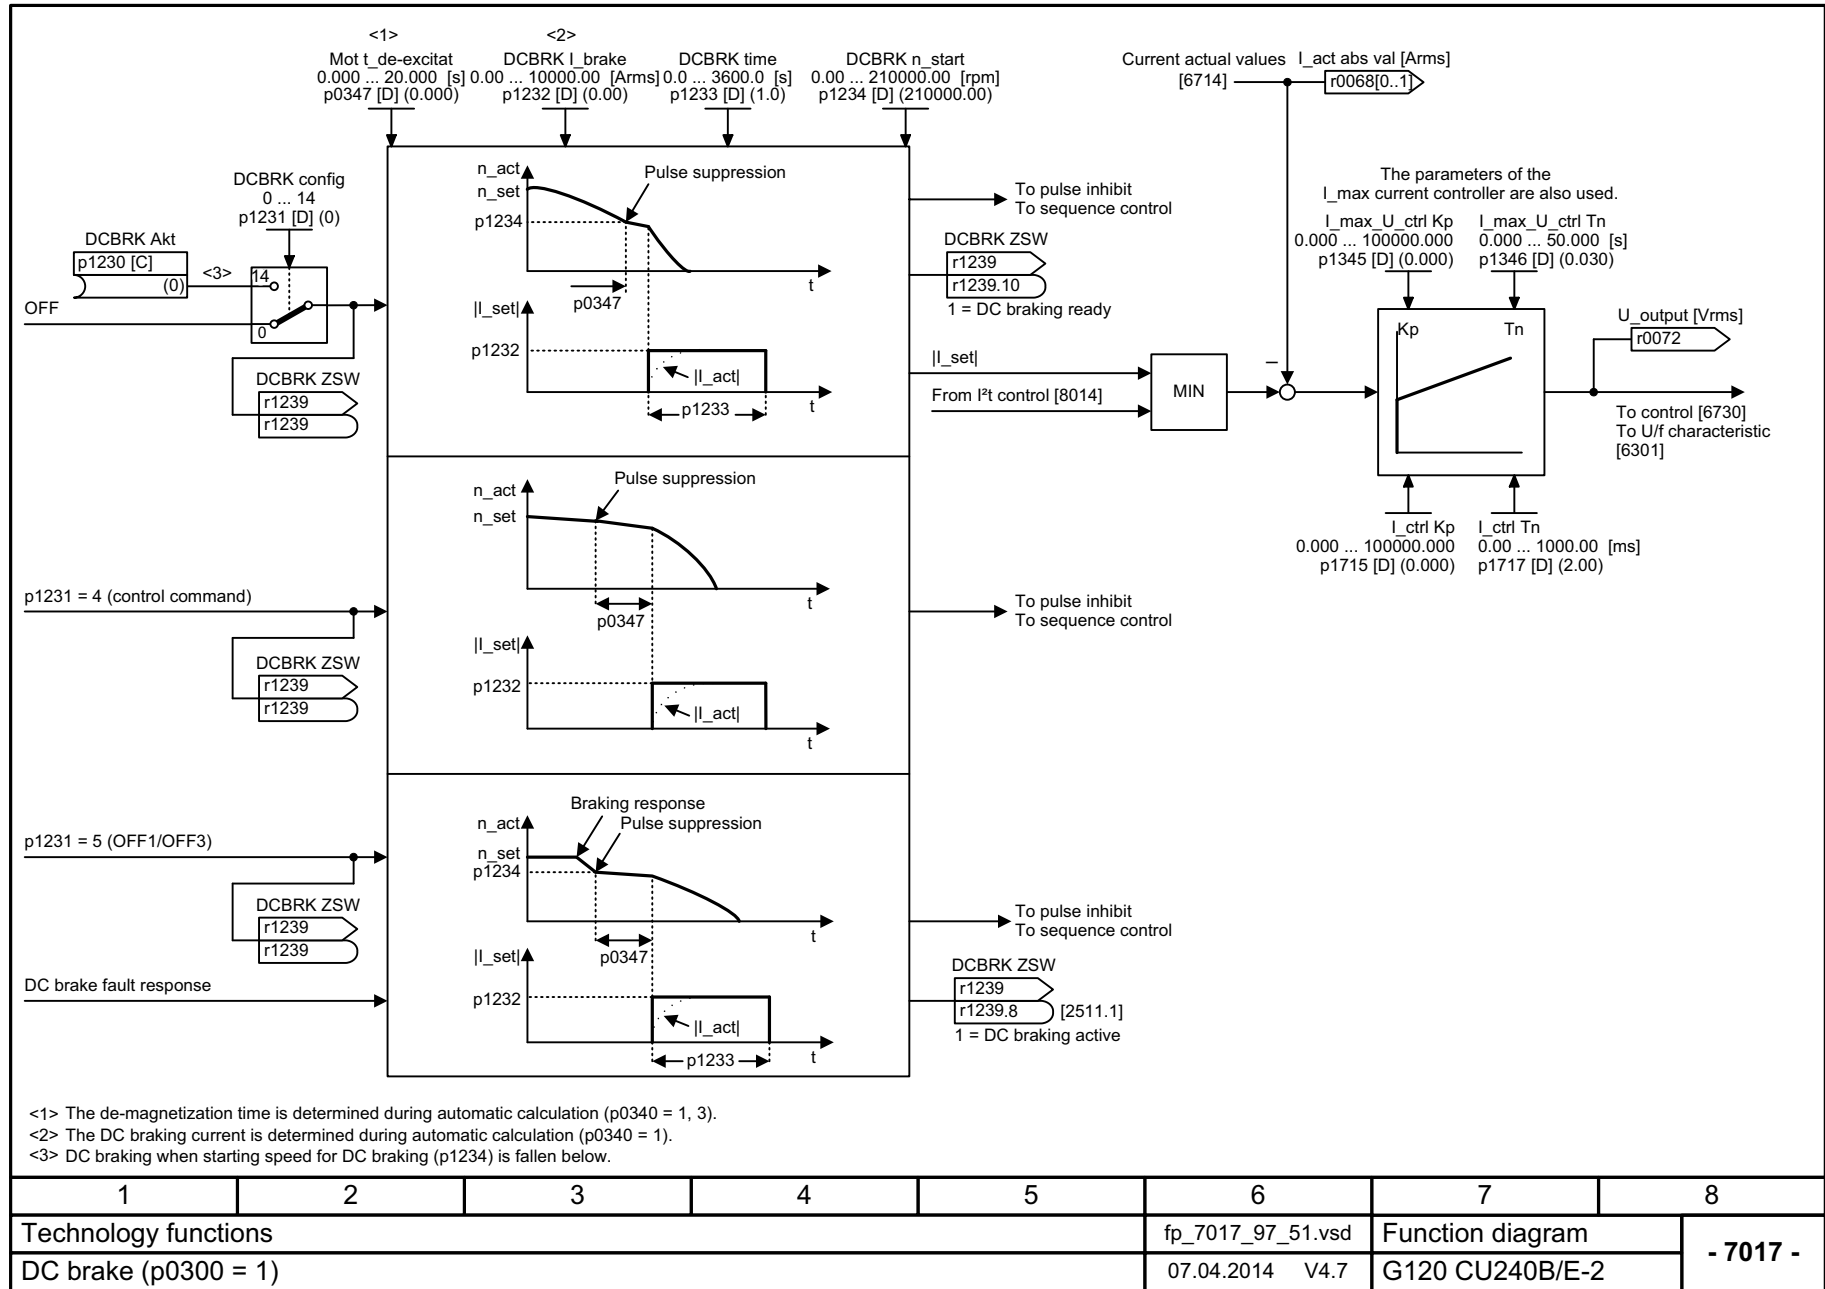 <1>
Mot t_de-excitat
0.000 ... 20.000 [s]
p0347 [D] (0.000)
<2>
DCBRK I_brake
0.00 ... 10000.00 [Arms]
p1232 [D] (0.00)
DCBRK time
0.0 ... 3600.0 [s]
p1233 [D] (1.0)
DCBRK n_start
0.00 ... 210000.00 [rpm]
p1234 [D] (210000.00)
Current actual values
[6714]
I_act abs val [Arms]
r0068[0..1]
DCBRK config
0 ... 14
p1231 [D] (0)
DCBRK Akt
p1230 [C]
(0)
<3>
14
0
OFF
DCBRK ZSW
r1239
r1239
n_act
n_set
p1234
Pulse suppression
t
p0347
|I_set|
p1232
|I_act|
p1233
t
To pulse inhibit
To sequence control
DCBRK ZSW
r1239
r1239.10
1 = DC braking ready
|I_set|
From I²t control [8014]
MIN
–
The parameters of the
I_max current controller are also used.
I_max_U_ctrl Kp
0.000 ... 100000.000
p1345 [D] (0.000)
I_max_U_ctrl Tn
0.000 ... 50.000 [s]
p1346 [D] (0.030)
Kp
Tn
U_output [Vrms]
r0072
To control [6730]
To U/f characteristic
[6301]
I_ctrl Kp
0.000 ... 100000.000
p1715 [D] (0.000)
I_ctrl Tn
0.00 ... 1000.00 [ms]
p1717 [D] (2.00)
p1231 = 4 (control command)
DCBRK ZSW
r1239
r1239
n_act
n_set
Pulse suppression
t
p0347
|I_set|
p1232
|I_act|
t
To pulse inhibit
To sequence control
p1231 = 5 (OFF1/OFF3)
DCBRK ZSW
r1239
r1239
DC brake fault response
Braking response
Pulse suppression
n_act
n_set
p1234
t
p0347
|I_set|
p1232
|I_act|
p1233
t
To pulse inhibit
To sequence control
DCBRK ZSW
r1239
r1239.8
[2511.1]
1 = DC braking active
<1> The de-magnetization time is determined during automatic calculation (p0340 = 1, 3).
<2> The DC braking current is determined during automatic calculation (p0340 = 1).
<3> DC braking when starting speed for DC braking (p1234) is fallen below.
1 2 3 4 5 6 7 8
Technology functions
fp_7017_97_51.vsd
Function diagram
- 7017 -
DC brake (p0300 = 1)
07.04.2014 V4.7
G120 CU240B/E-2